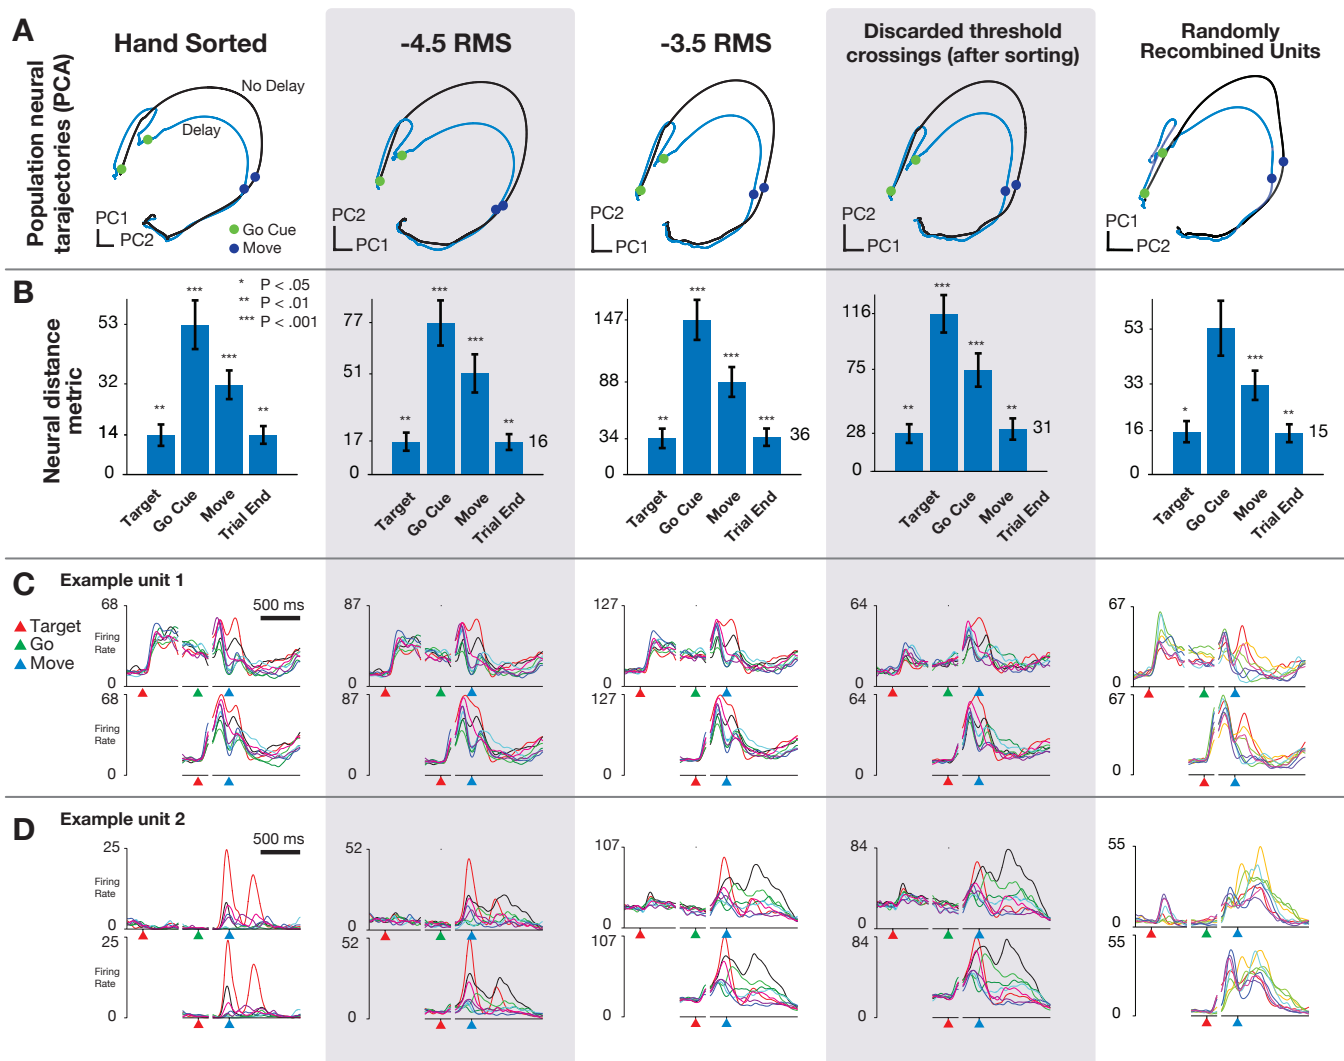 A
Population neural
tarajectories (PCA)
Hand Sorted
-4.5 RMS
-3.5 RMS
Discarded threshold
crossings (after sorting)
Randomly
Recombined Units
No Delay
Delay
PC1
PC2
Go Cue
Move
PC2
PC1
PC2
PC1
PC2
PC1
PC1
PC2
B
Neural distance
metric
* P < .05
** P < .01
*** P < .001
53
32
14
0
**
***
***
**
Target
Go Cue
Move
Trial End
77
51
17
0
**
***
***
**
16
Target
Go Cue
Move
Trial End
147
88
34
0
**
***
***
***
36
Target
Go Cue
Move
Trial End
116
75
28
0
**
***
***
**
31
Target
Go Cue
Move
Trial End
53
33
16
0
*
***
**
15
Target
Go Cue
Move
Trial End
C
Example unit 1
Target
Go
Move
500 ms
68
Firing
Rate
0
68
Firing
Rate
0
87
0
87
0
127
0
127
0
64
0
64
0
67
0
67
0
D
Example unit 2
500 ms
25
Firing
Rate
0
25
Firing
Rate
0
52
0
52
0
107
0
107
0
84
0
84
0
55
0
55
0